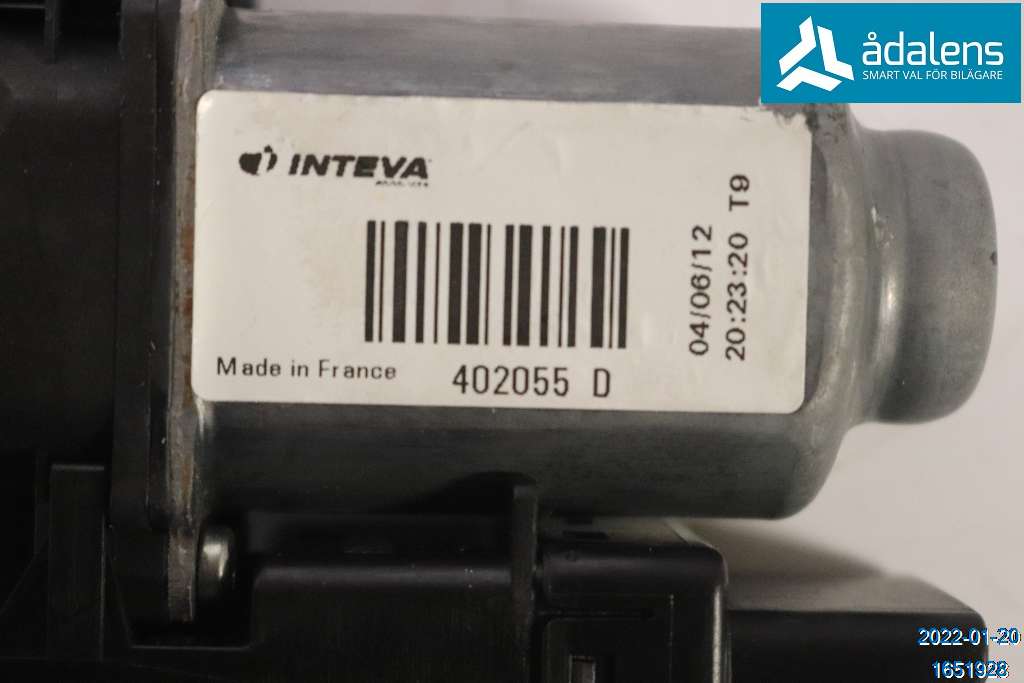 ådalens
SMART VAL FÖR BILÄGARE
INTEVA
04/06/12
20:23:20 T9
Made in France
402055 D
2022-01-20
1651928